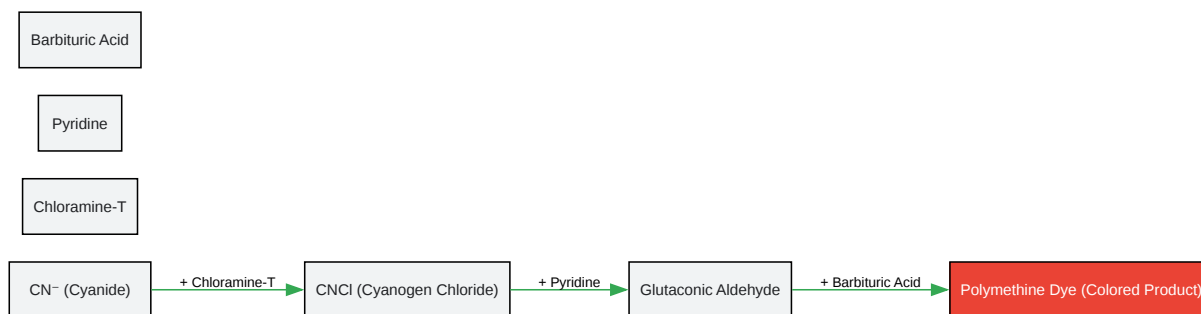 Barbituric Acid
Pyridine
Chloramine-T
CN⁻ (Cyanide)
+ Chloramine-T
CNCl (Cyanogen Chloride)
+ Pyridine
Glutaconic Aldehyde
+ Barbituric Acid
Polymethine Dye (Colored Product)